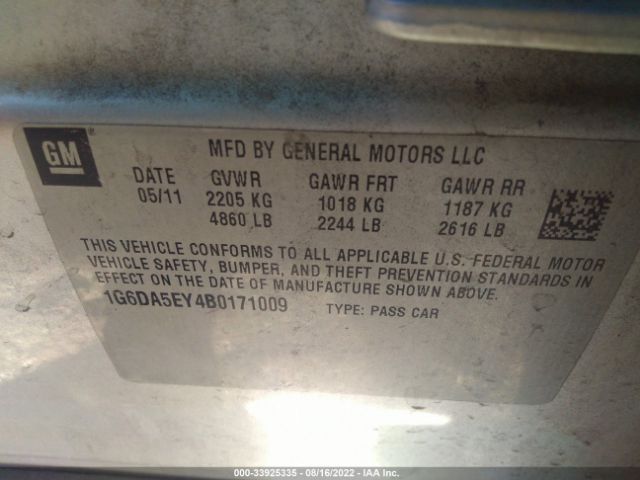 GM®
MFD BY GENERAL MOTORS LLC
DATE GVWR GAWR FRT GAWR RR
05/11 2205 KG 1018 KG 1187 KG
4860 LB 2244 LB 2616 LB
THIS VEHICLE CONFORMS TO ALL APPLICABLE U.S. FEDERAL MOTOR
VEHICLE SAFETY, BUMPER, AND THEFT PREVENTION STANDARDS IN
EFFECT ON THE DATE OF MANUFACTURE SHOWN ABOVE.
1G6DA5EY4B0171009 TYPE: PASS CAR
000-33925335 - 08/16/2022 - IAA Inc.